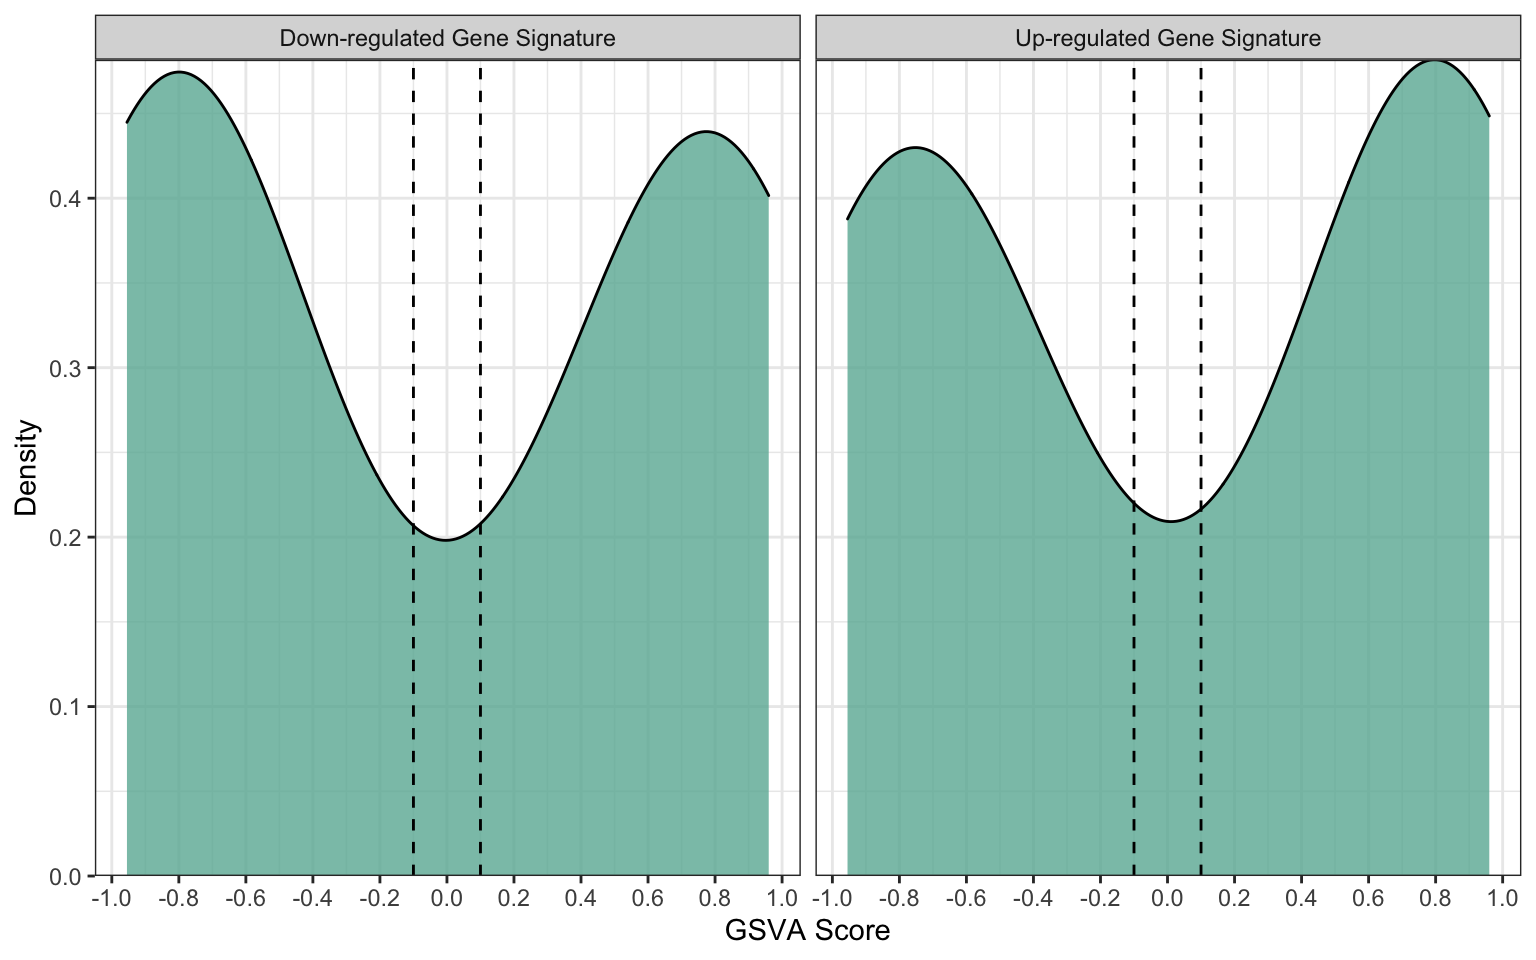 Down-regulated Gene Signature
Up-regulated Gene Signature
Density
0.4
0.3
0.2
0.1
0.0
-1.0 -0.8 -0.6 -0.4 -0.2 0.0 0.2 0.4 0.6 0.8 1.0
-1.0 -0.8 -0.6 -0.4 -0.2 0.0 0.2 0.4 0.6 0.8 1.0
GSVA Score